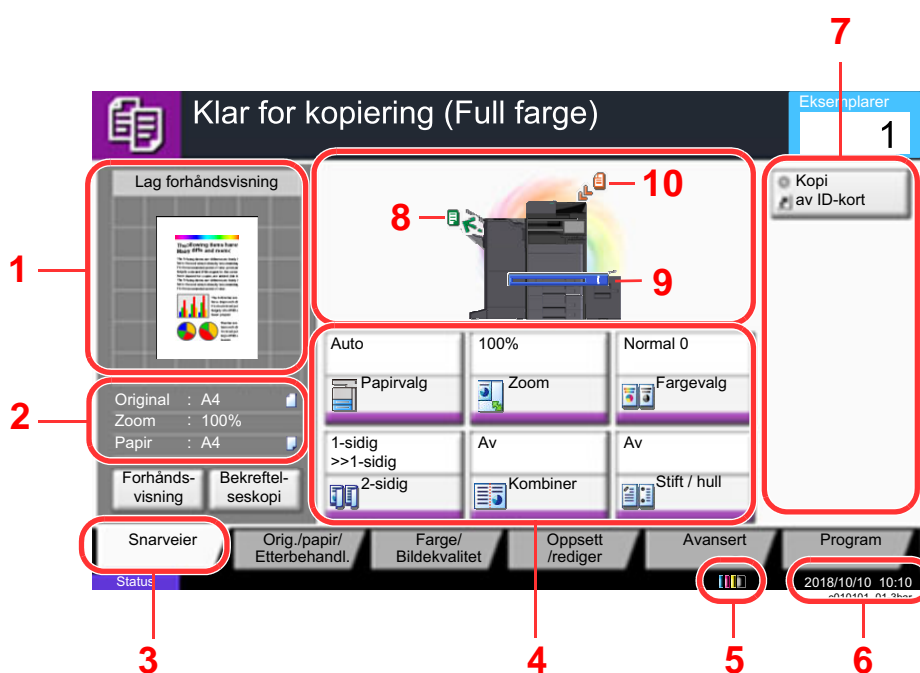 7
Klar for kopiering (Full farge)
Eksemplarer
1
Lag forhåndsvisning
10
8
9
Kopi
av ID-kort
1
Auto
Papirvalg
100%
Zoom
Normal 0
Fargevalg
2
Original : A4
Zoom : 100%
Papir : A4
1-sidig
>>1-sidig
2-sidig
Av
Kombiner
Av
Stift / hull
Forhånds-
visning
Bekreftel-
seskopi
Snarveier
Orig./papir/
Etterbehandl.
Farge/
Bildekvalitet
Oppsett
/rediger
Avansert
Program
Status
2018/10/10 10:10
3
4
5
6